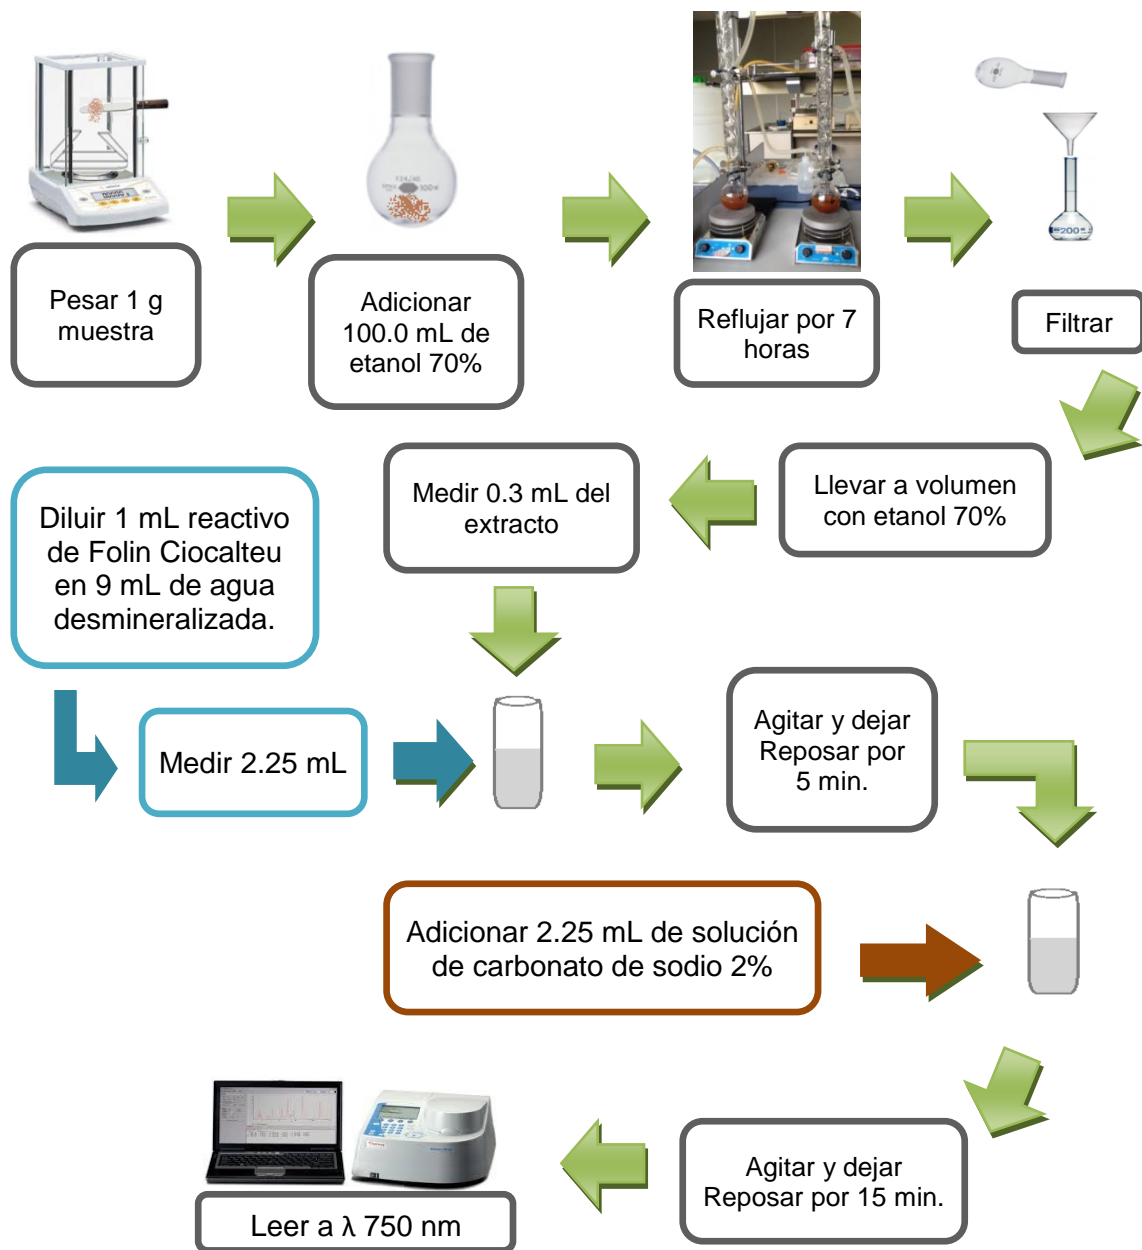 Pesar 1 g
muestra
Adicionar
100.0 mL de
etanol 70%
Reflujar por 7
horas
Filtrar
Llevar a volumen
con etanol 70%
Medir 0.3 mL del
extracto
Diluir 1 mL reactivo
de Folin Ciocalteu
en 9 mL de agua
desmineralizada.
Medir 2.25 mL
Agitar y dejar
Reposar por
5 min.
Adicionar 2.25 mL de solución
de carbonato de sodio 2%
Agitar y dejar
Reposar por 15 min.
Leer a λ 750 nm
200